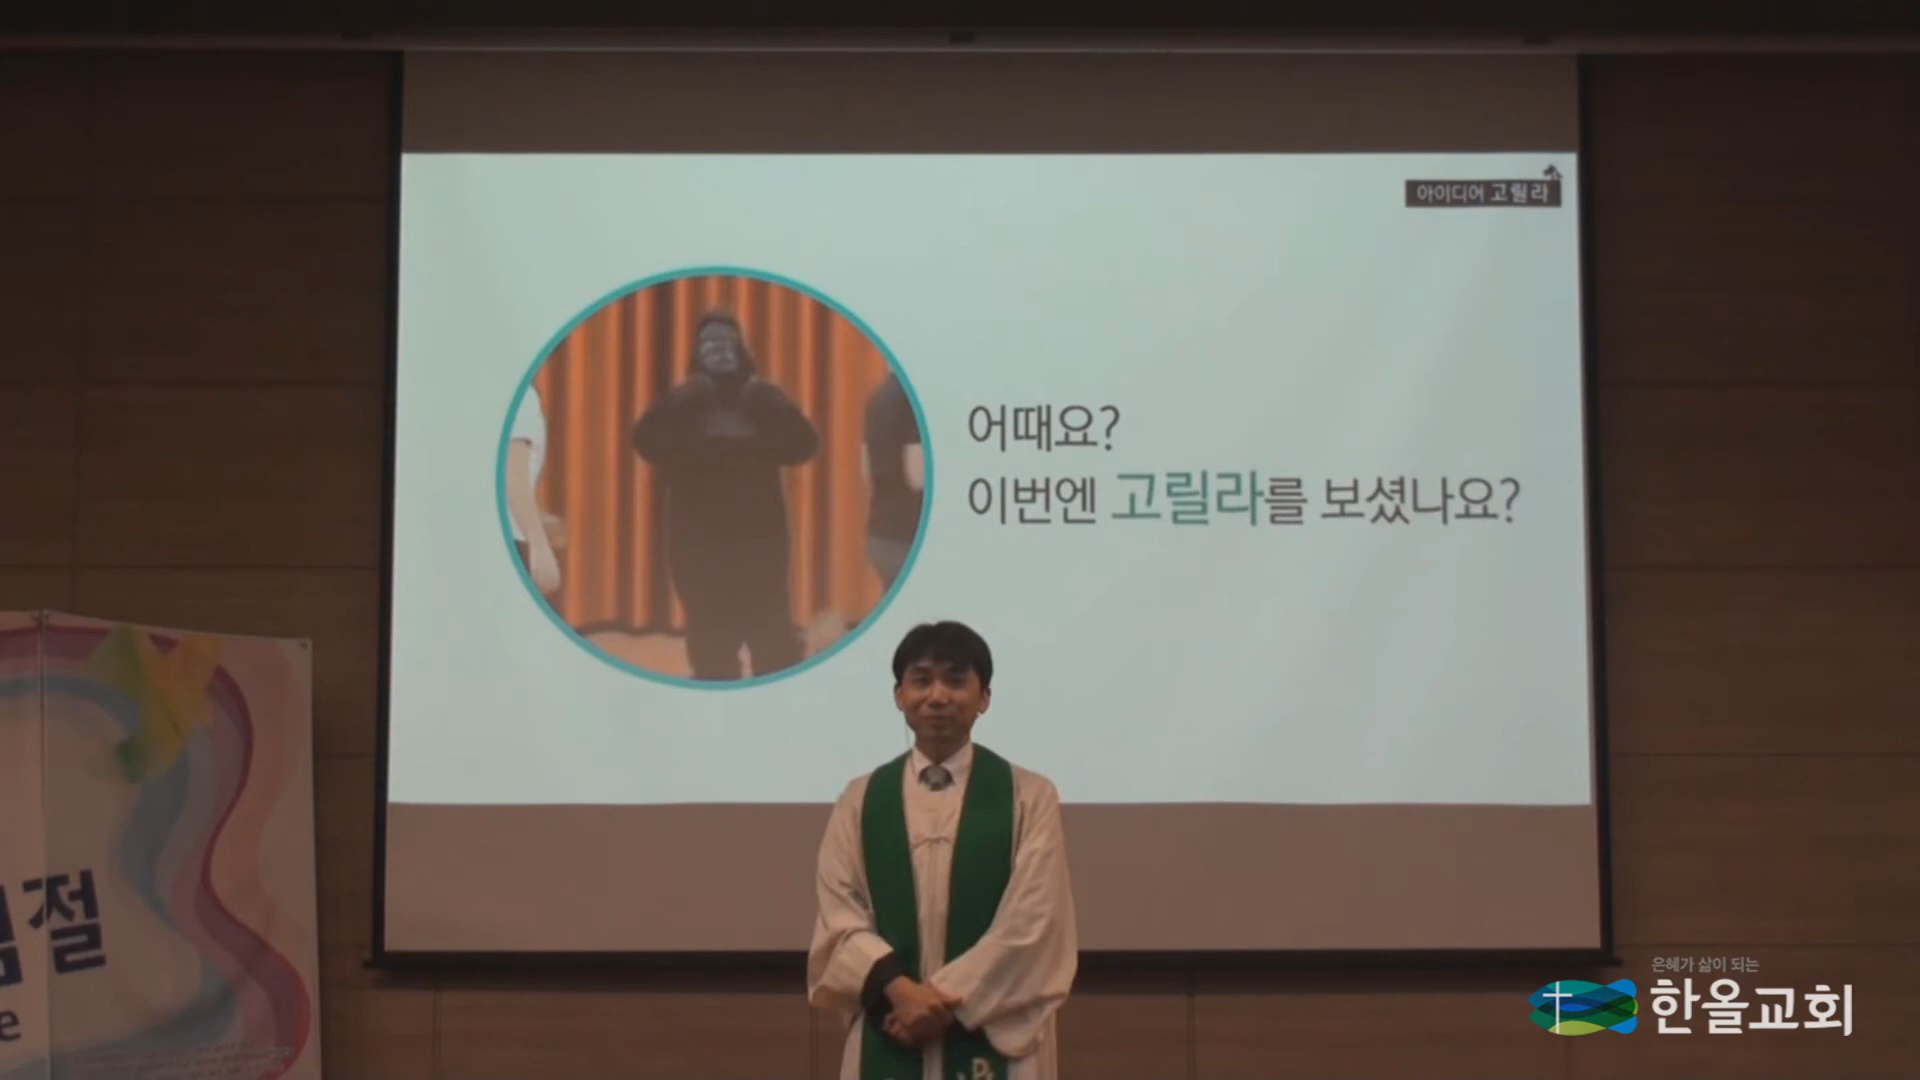 아이디어 고릴라
어때요?
이번엔 고릴라를 보셨나요?
절
e
은혜가 삶이 되는
한올교회